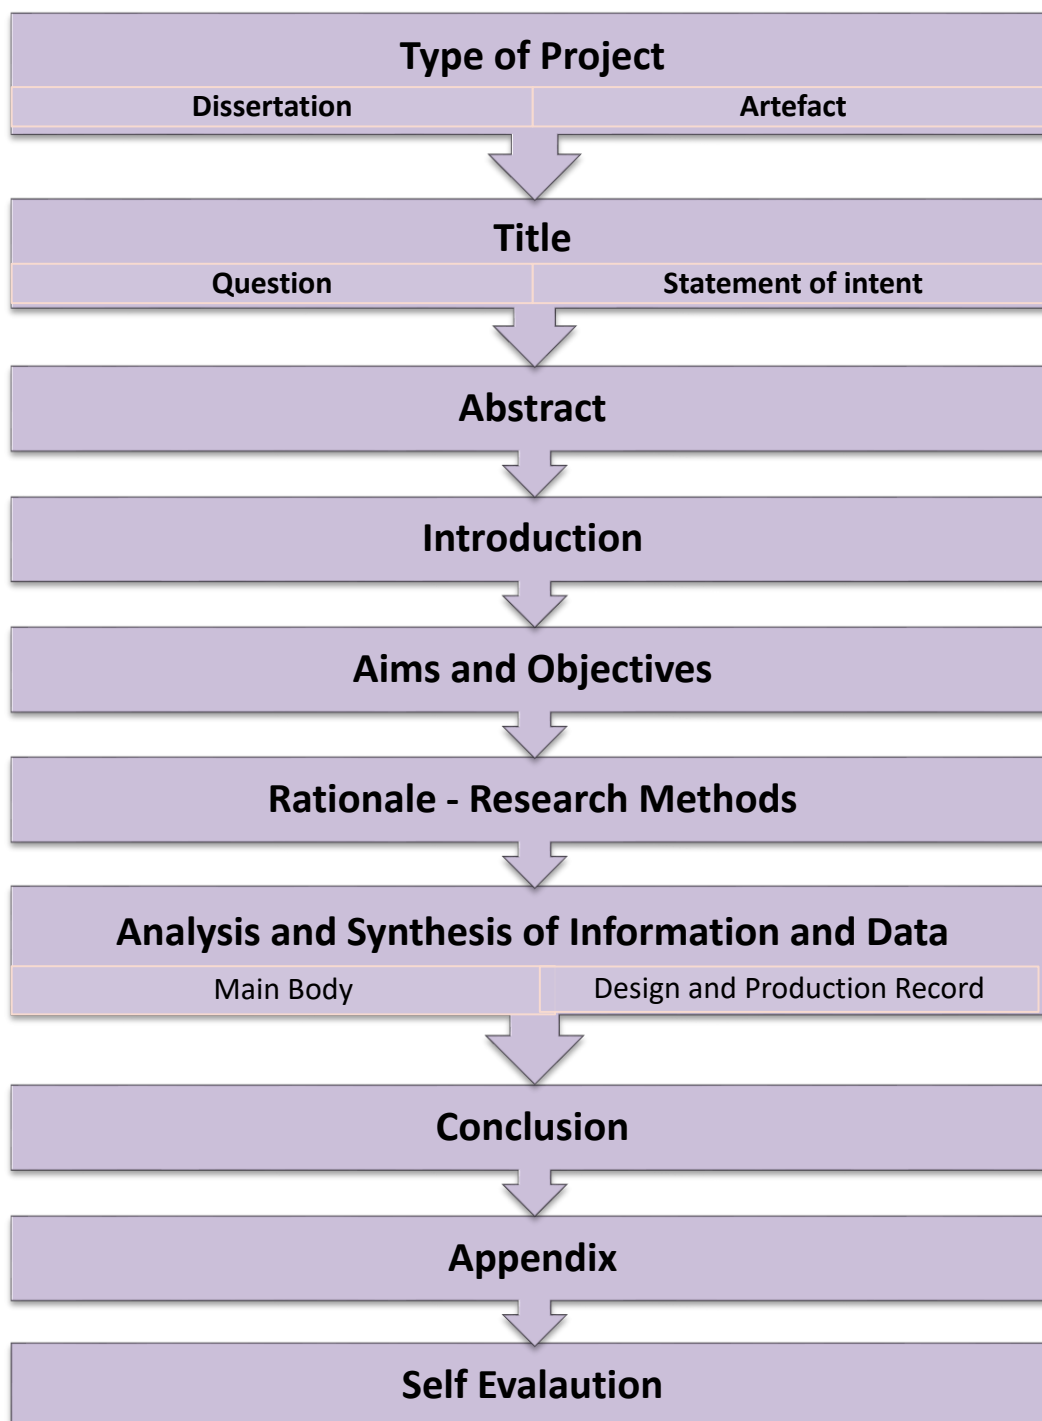 Type of Project
Dissertation
Artefact
Title
Question
Statement of intent
Abstract
Introduction
Aims and Objectives
Rationale - Research Methods
Analysis and Synthesis of Information and Data
Main Body
Design and Production Record
Conclusion
Appendix
Self Evalaution